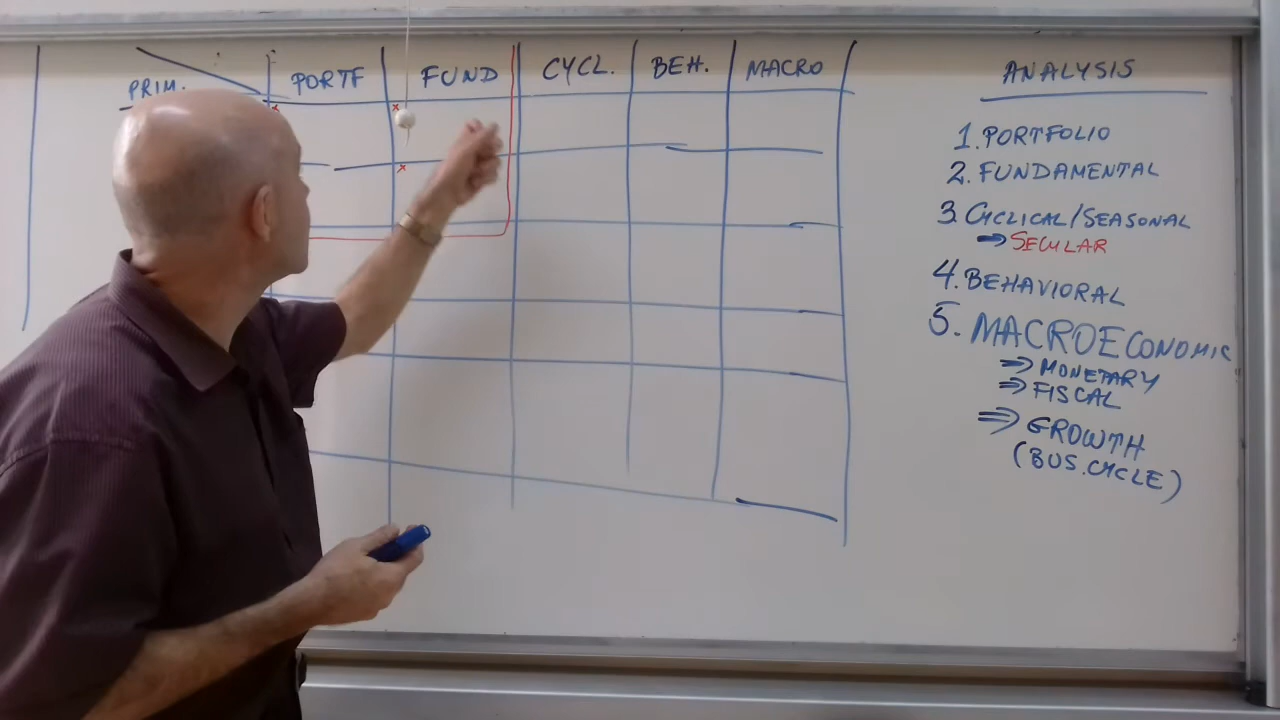 PRIM. PORTF FUND CYCL. BEH. MACRO
ANALYSIS
1. PORTFOLIO
2. FUNDAMENTAL
3. CYCLICAL/SEASONAL
→ SECULAR
4. BEHAVIORAL
5. MACROECONOMIC
⇒ MONETARY
⇒ FISCAL
⇒ GROWTH
(BUS. CYCLE)